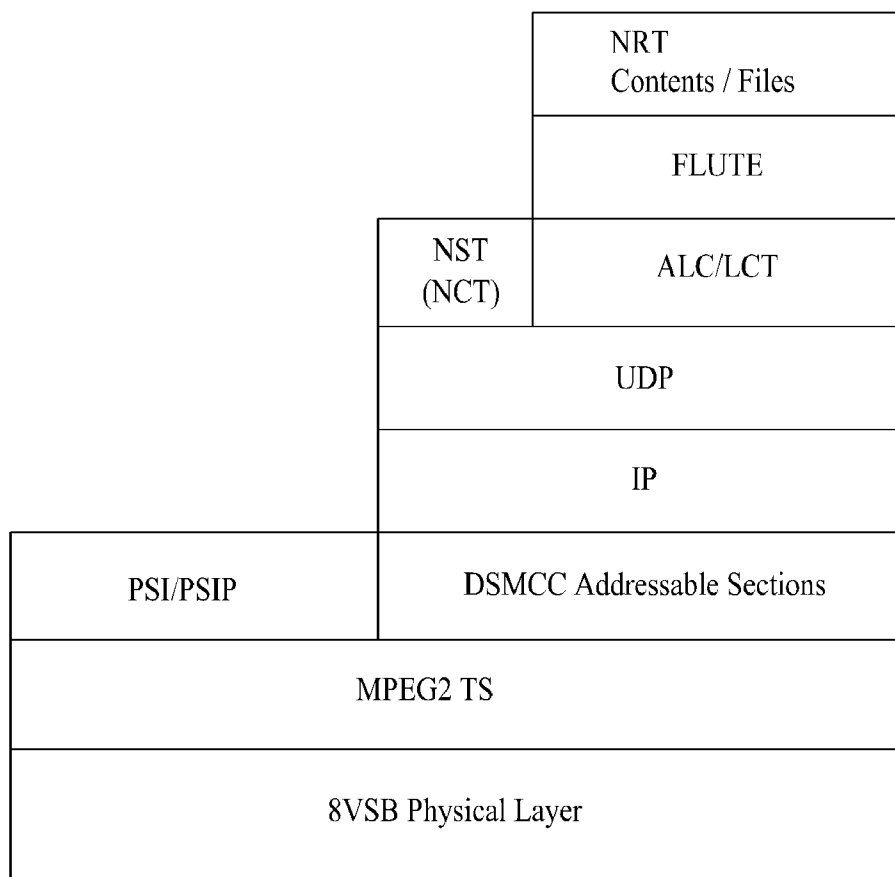 NRT
Contents / Files
FLUTE
NST
(NCT)
ALC/LCT
UDP
IP
PSI/PSIP
DSMCC Addressable Sections
MPEG2 TS
8VSB Physical Layer